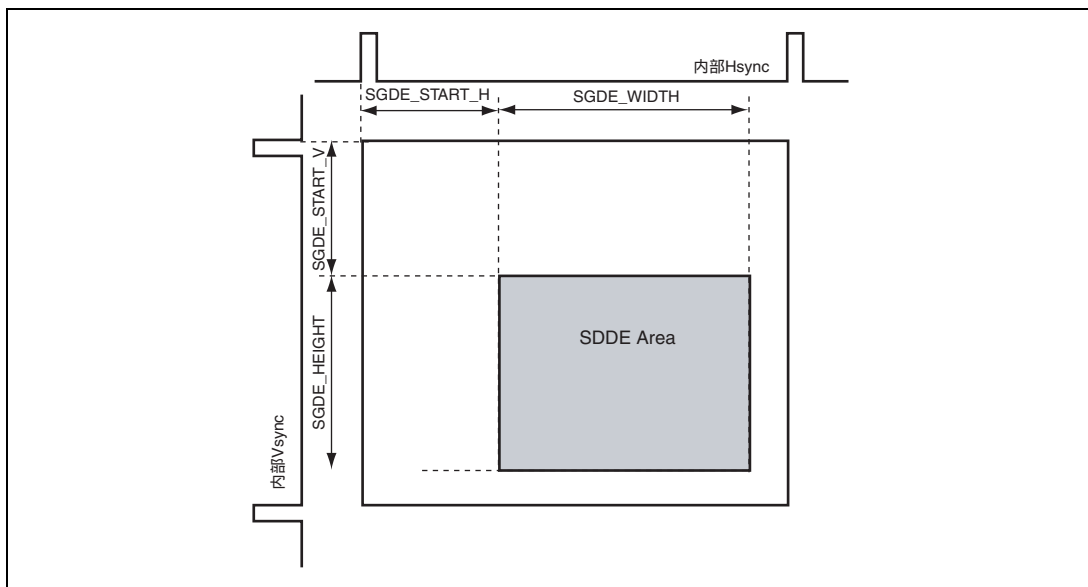 内部Hsync
SGDE_START_H
SGDE_WIDTH
SGDE_START_V
SGDE_HEIGHT
SDDE Area
内部Vsync